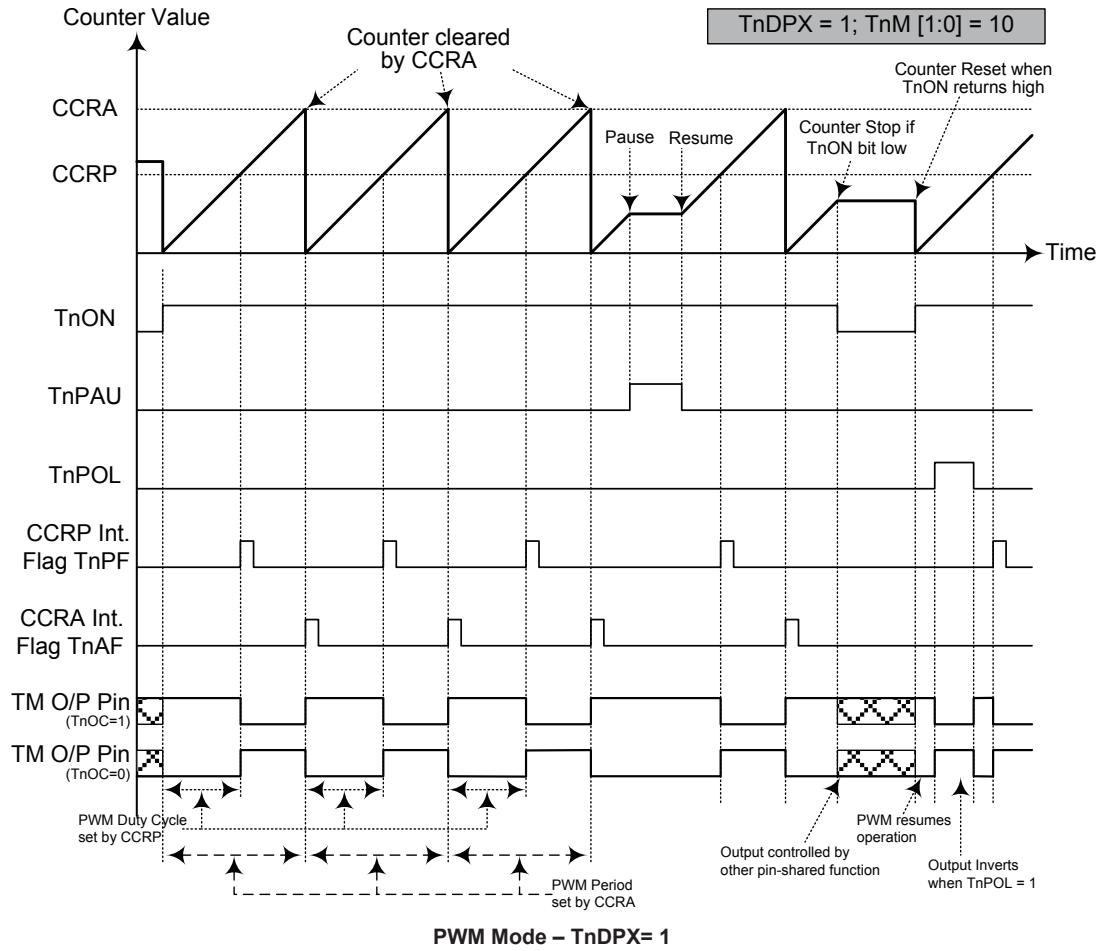 Counter Value
TnDPX = 1; TnM [1:0] = 10
Counter cleared
by CCRA
Counter Reset when
TnON returns high
CCRA
Pause
Resume
Counter Stop if
TnON bit low
CCRP
Time
TnON
TnPAU
TnPOL
CCRP Int.
Flag TnPF
CCRA Int.
Flag TnAF
TM O/P Pin
(TnOC=1)
TM O/P Pin
(TnOC=0)
PWM Duty Cycle
set by CCRP
PWM resumes
operation
Output controlled by
other pin-shared function
Output Inverts
when TnPOL = 1
PWM Period
set by CCRA
PWM Mode – TnDPX= 1